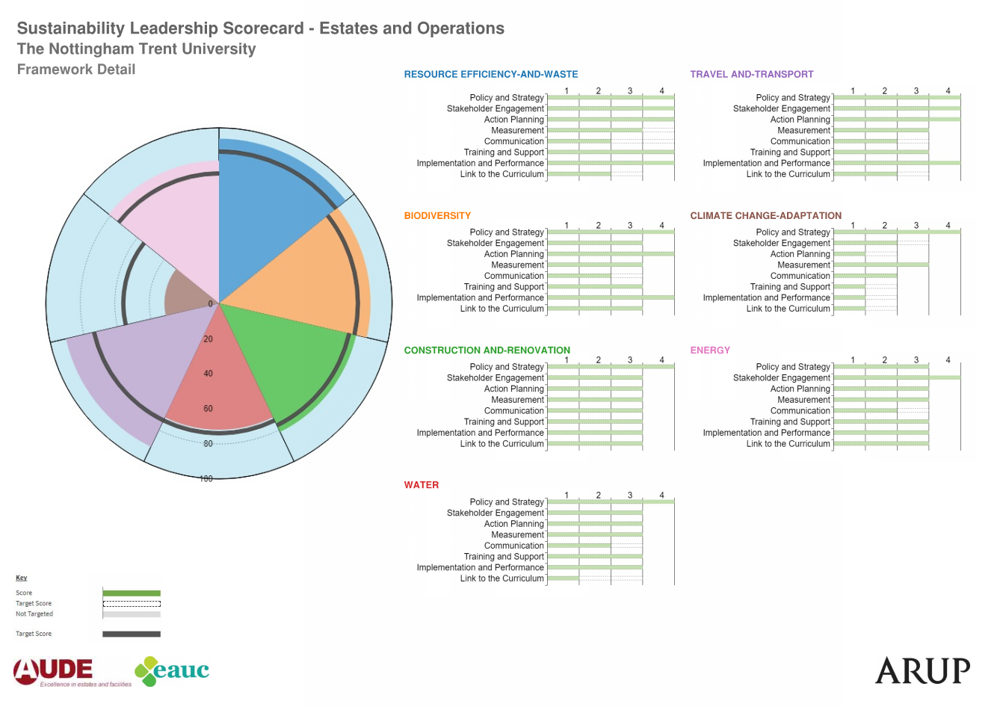 Sustainability Leadership Scorecard - Estates and Operations
The Nottingham Trent University
Framework Detail
0
20
40
60
80
100
RESOURCE EFFICIENCY-AND-WASTE
1 2 3 4
Policy and Strategy
Stakeholder Engagement
Action Planning
Measurement
Communication
Training and Support
Implementation and Performance
Link to the Curriculum
TRAVEL AND-TRANSPORT
1 2 3 4
Policy and Strategy
Stakeholder Engagement
Action Planning
Measurement
Communication
Training and Support
Implementation and Performance
Link to the Curriculum
BIODIVERSITY
1 2 3 4
Policy and Strategy
Stakeholder Engagement
Action Planning
Measurement
Communication
Training and Support
Implementation and Performance
Link to the Curriculum
CLIMATE CHANGE-ADAPTATION
1 2 3 4
Policy and Strategy
Stakeholder Engagement
Action Planning
Measurement
Communication
Training and Support
Implementation and Performance
Link to the Curriculum
CONSTRUCTION AND-RENOVATION
1 2 3 4
Policy and Strategy
Stakeholder Engagement
Action Planning
Measurement
Communication
Training and Support
Implementation and Performance
Link to the Curriculum
ENERGY
1 2 3 4
Policy and Strategy
Stakeholder Engagement
Action Planning
Measurement
Communication
Training and Support
Implementation and Performance
Link to the Curriculum
WATER
1 2 3 4
Policy and Strategy
Stakeholder Engagement
Action Planning
Measurement
Communication
Training and Support
Implementation and Performance
Link to the Curriculum
Key
Score
Target Score
Not Targeted
Target Score
AUDE
Excellence in estates and facilities
eauc
ARUP